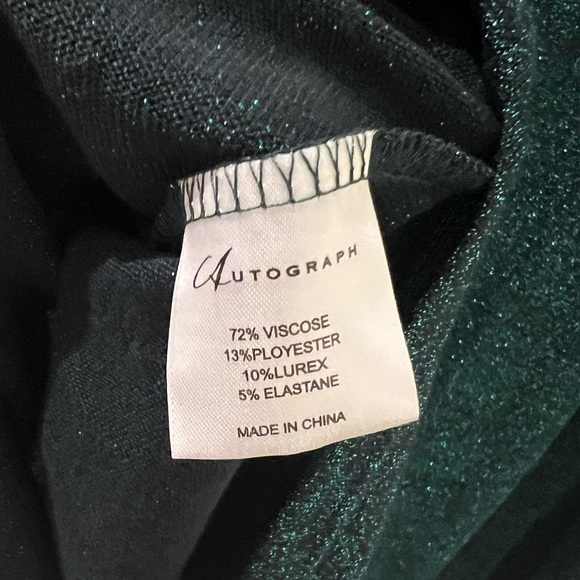 AUTOGRAPH
72% VISCOSE
13%PLOYESTER
10%LUREX
5% ELASTANE
MADE IN CHINA